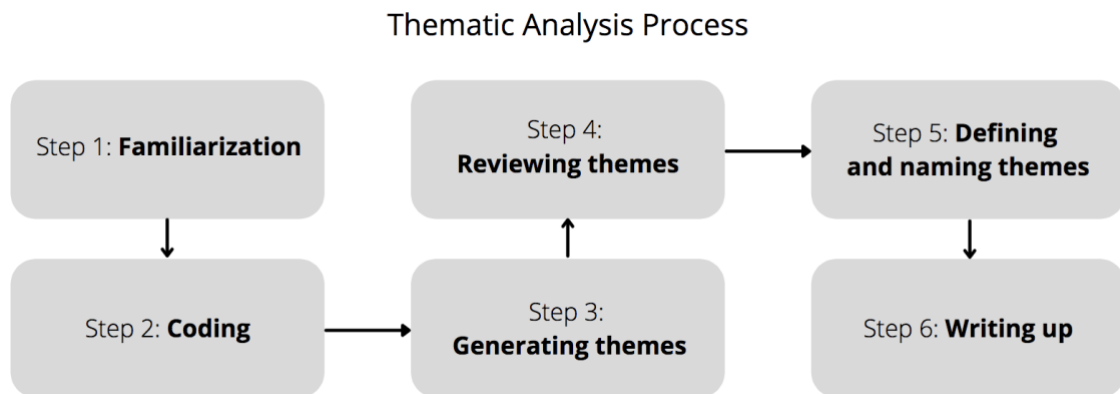 Thematic Analysis Process
Step 1: Familiarization
Step 2: Coding
Step 3:
Generating themes
Step 4:
Reviewing themes
Step 5: Defining
and naming themes
Step 6: Writing up